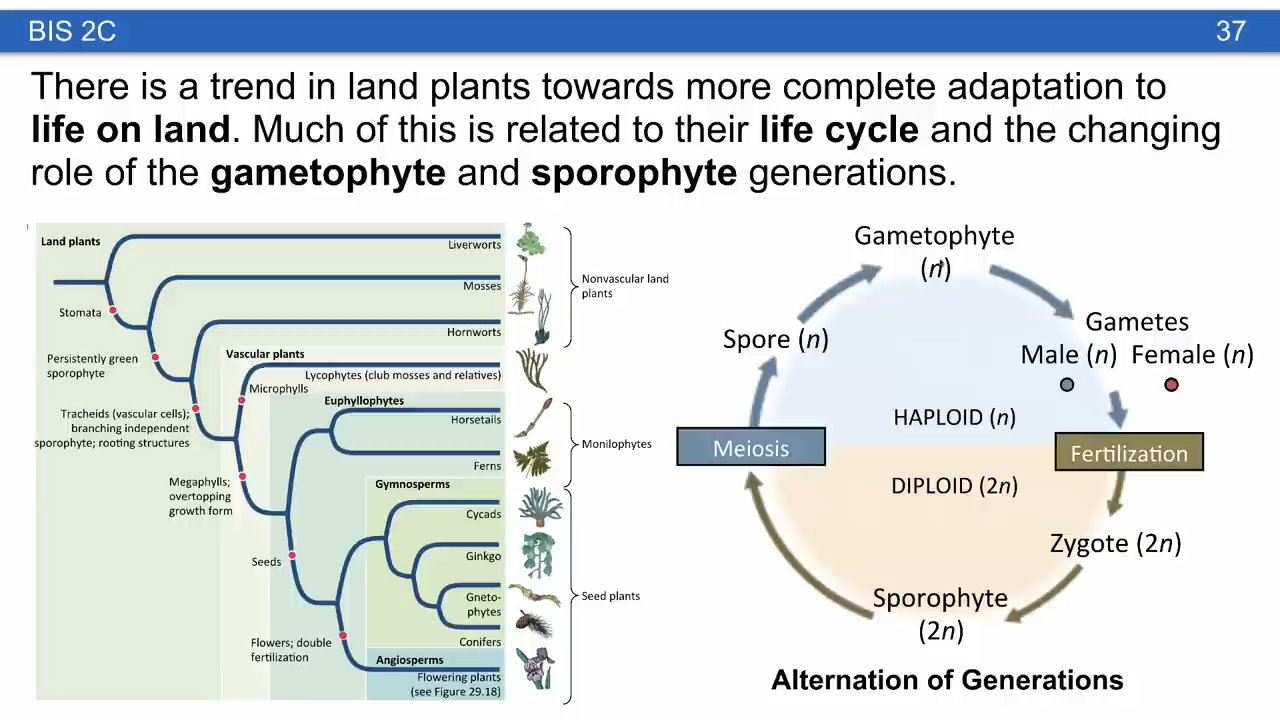 BIS 2C
37
There is a trend in land plants towards more complete adaptation to
life on land. Much of this is related to their life cycle and the changing
role of the gametophyte and sporophyte generations.
Land plants
Liverworts
Mosses
Stomata
Hornworts
Nonvascular land
plants
Persistently green
sporophyte
Vascular plants
Lycophytes (club mosses and relatives)
Microphylls
Euphyllophytes
Tracheids (vascular cells);
branching independent
sporophyte; rooting structures
Horsetails
Monilophytes
Ferns
Megaphylls;
overtopping
growth form
Gymnosperms
Cycads
Seeds
Ginkgo
Gneto-
phytes
Seed plants
Conifers
Flowers; double
fertilization
Angiosperms
Flowering plants
(see Figure 29.18)
Gametophyte
(n)
Gametes
Male (n) Female (n)
Spore (n)
HAPLOID (n)
Meiosis
Fertilization
DIPLOID (2n)
Zygote (2n)
Sporophyte
(2n)
Alternation of Generations